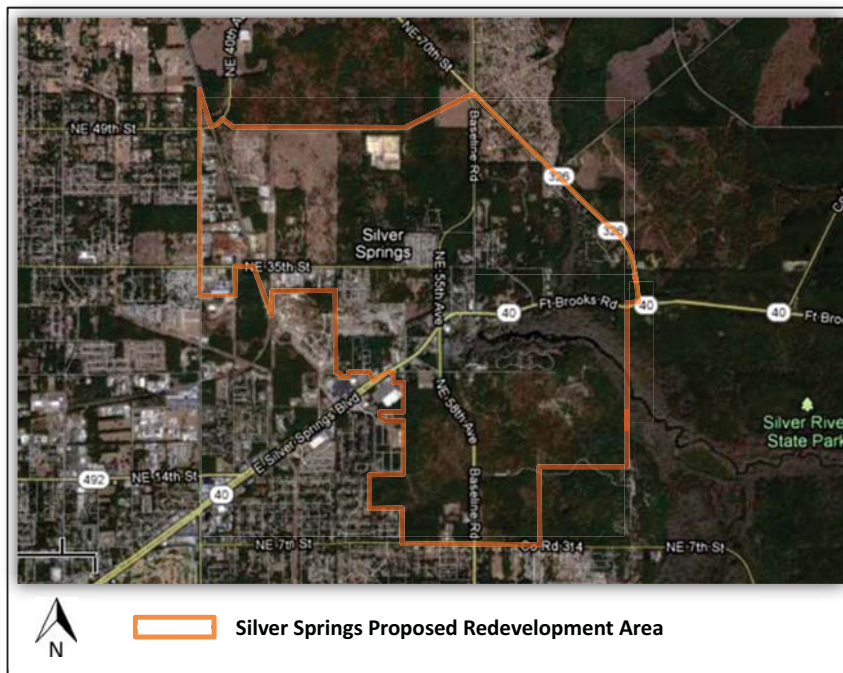 NE 40th A
NE 70th St
NE 49th St
Baseline Rd
326
326
Silver
Springs
NE 35th St
NE 55th Ave
Ft Brooks Rd
40
40
40
Ft Broo
Co
NE 58th Ave
E Silver Springs Blvd
Silver River
State Park
492
NE 14th St
40
Baseline Rd
NE 7th St
Co Rd 314
NE 7th St
N
Silver Springs Proposed Redevelopment Area